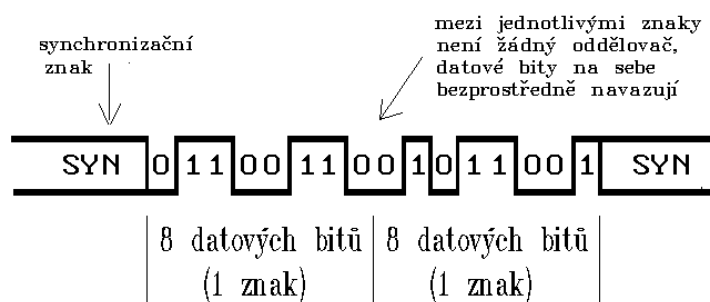 synchronizační
znak
mezi jednotlivými znaky
není žádný oddělovač,
datové bity na sebe
bezprostředně navazují
SYN 0 1 1 0 0 1 1 0 0 1 0 1 1 0 0 1 SYN
8 datových bitů 8 datových bitů
(1 znak) (1 znak)